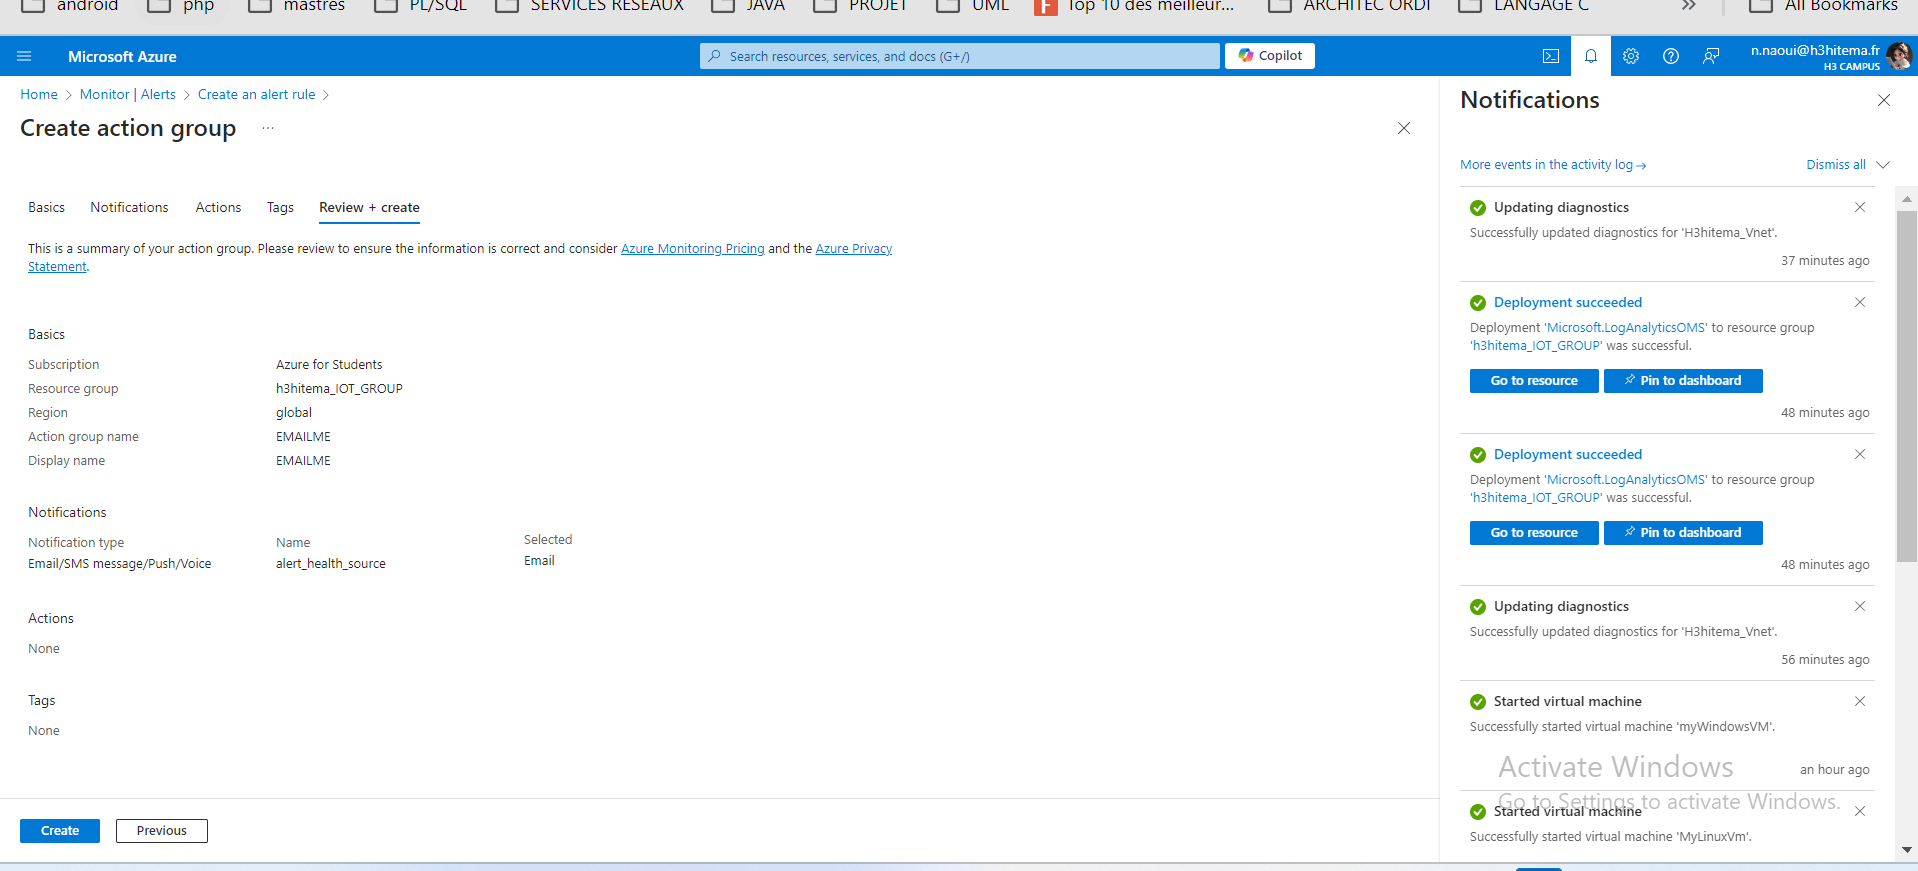 android
php
mastres
PL/SQL
SERVICES RESEAUX
JAVA
PROJET
UML
Top 10 des meilleur...
ARCHITEC ORDI
LANGAGE C
All Bookmarks
Microsoft Azure
Search resources, services, and docs (G+/)
Copilot
n.naoui@h3hitema.fr
H3 CAMPUS
Home > Monitor | Alerts > Create an alert rule >
Create action group ...
Basics
Notifications
Actions
Tags
Review + create
This is a summary of your action group. Please review to ensure the information is correct and consider Azure Monitoring Pricing and the Azure Privacy
Statement.
Basics
Subscription Azure for Students
Resource group h3hitema_IOT_GROUP
Region global
Action group name EMAILME
Display name EMAILME
Notifications
Notification type Name Selected
Email/SMS message/Push/Voice alert_health_source Email
Actions
None
Tags
None
Create
Previous
Notifications
More events in the activity log →
Dismiss all
Updating diagnostics
Successfully updated diagnostics for 'H3hitema_Vnet'.
37 minutes ago
Deployment succeeded
Deployment 'Microsoft.LogAnalyticsOMS' to resource group
'h3hitema_IOT_GROUP' was successful.
Go to resource
Pin to dashboard
48 minutes ago
Deployment succeeded
Deployment 'Microsoft.LogAnalyticsOMS' to resource group
'h3hitema_IOT_GROUP' was successful.
Go to resource
Pin to dashboard
48 minutes ago
Updating diagnostics
Successfully updated diagnostics for 'H3hitema_Vnet'.
56 minutes ago
Started virtual machine
Successfully started virtual machine 'myWindowsVM'.
an hour ago
Activate Windows
Go to Settings to activate Windows.
Started virtual machine
Successfully started virtual machine 'MyLinuxVm'.